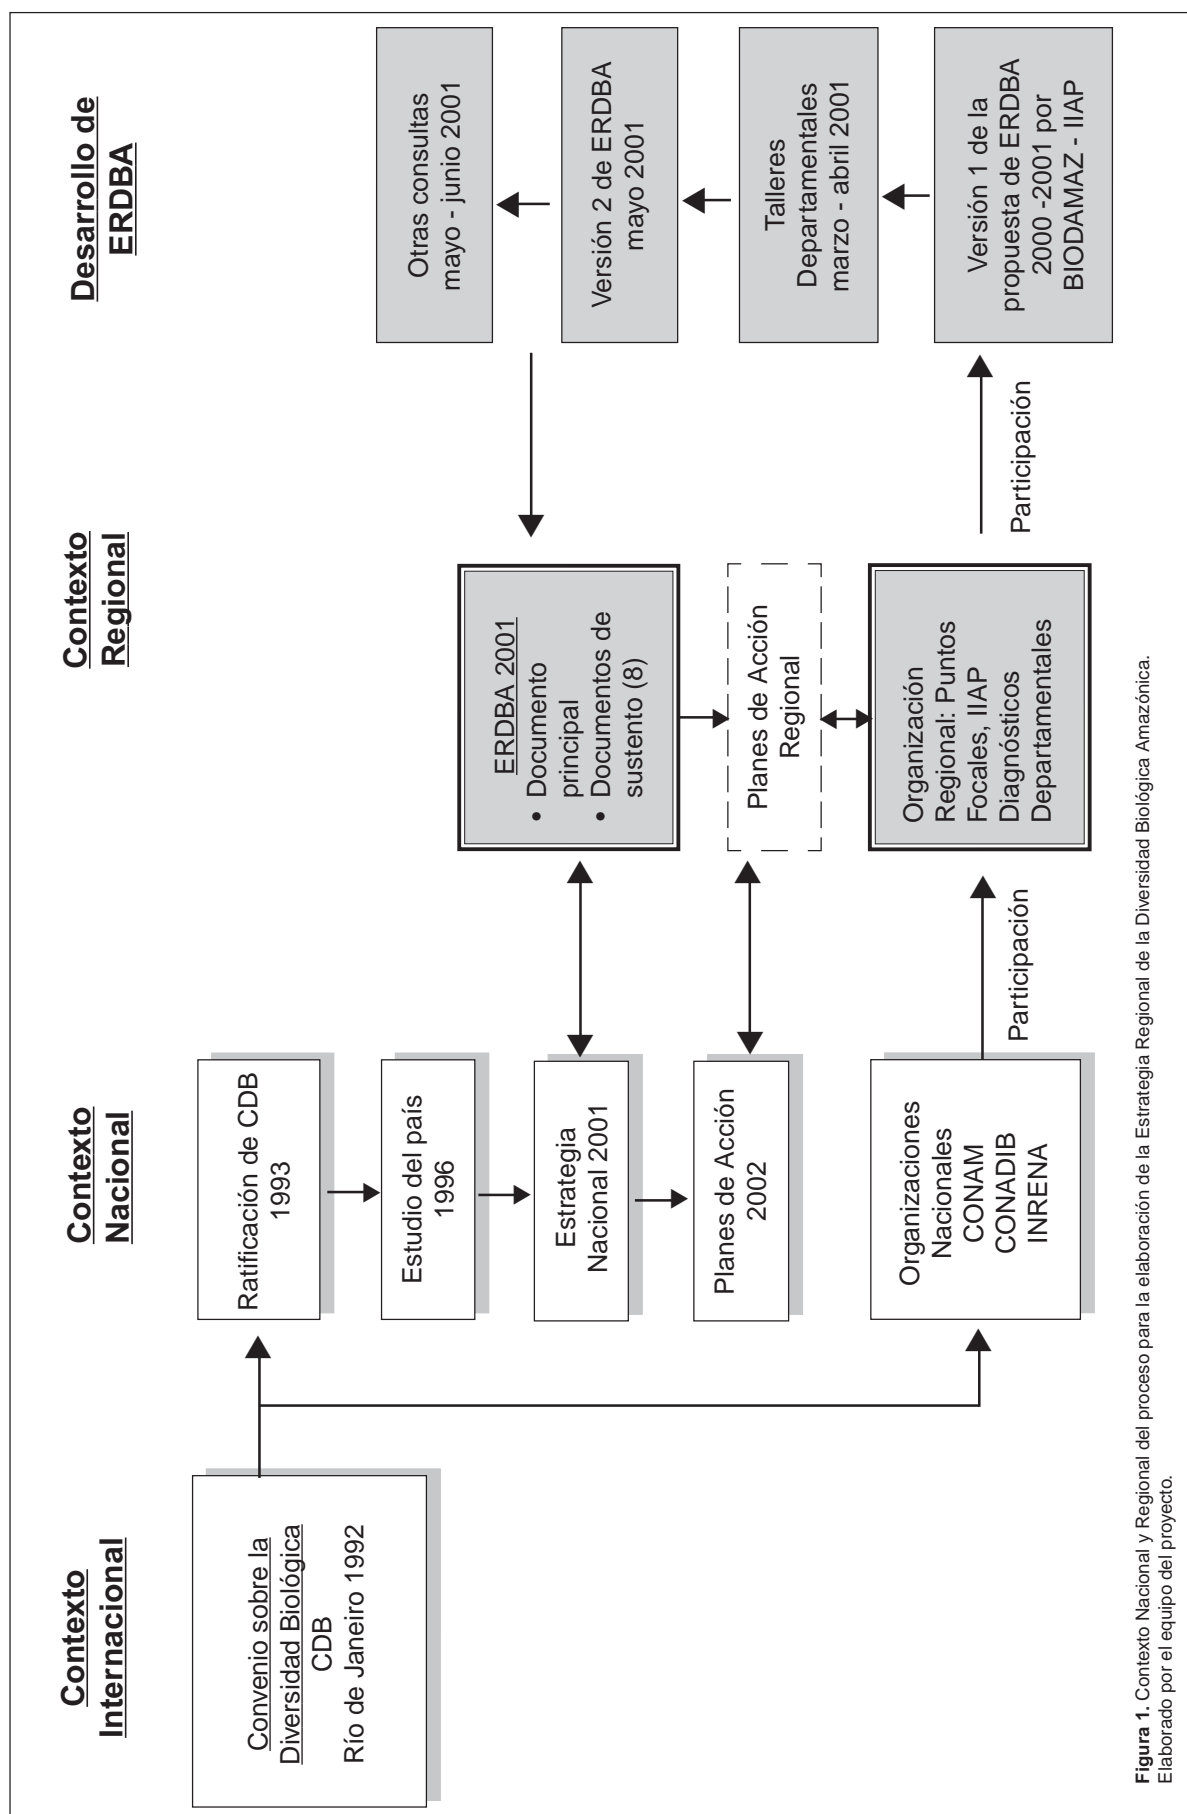 Contexto
Internacional
Convenio sobre la
Diversidad Biológica
CDB
Río de Janeiro 1992
Contexto
Nacional
Ratificación de CDB
1993
Estudio del país
1996
Estrategia
Nacional 2001
Planes de Acción
2002
Organizaciones
Nacionales
CONAM
CONADIB
INRENA
Participación
Contexto
Regional
ERDBA 2001
• Documento
principal
• Documentos de
sustento (8)
Planes de Acción
Regional
Organización
Regional: Puntos
Focales, IIAP
Diagnósticos
Departamentales
Participación
Desarrollo de
ERDBA
Otras consultas
mayo - junio 2001
Versión 2 de ERDBA
mayo 2001
Talleres
Departamentales
marzo - abril 2001
Versión 1 de la
propuesta de ERDBA
2000 -2001 por
BIODAMAZ - IIAP
Figura 1. Contexto Nacional y Regional del proceso para la elaboración de la Estrategia Regional de la Diversidad Biológica Amazónica.
Elaborado por el equipo del proyecto.